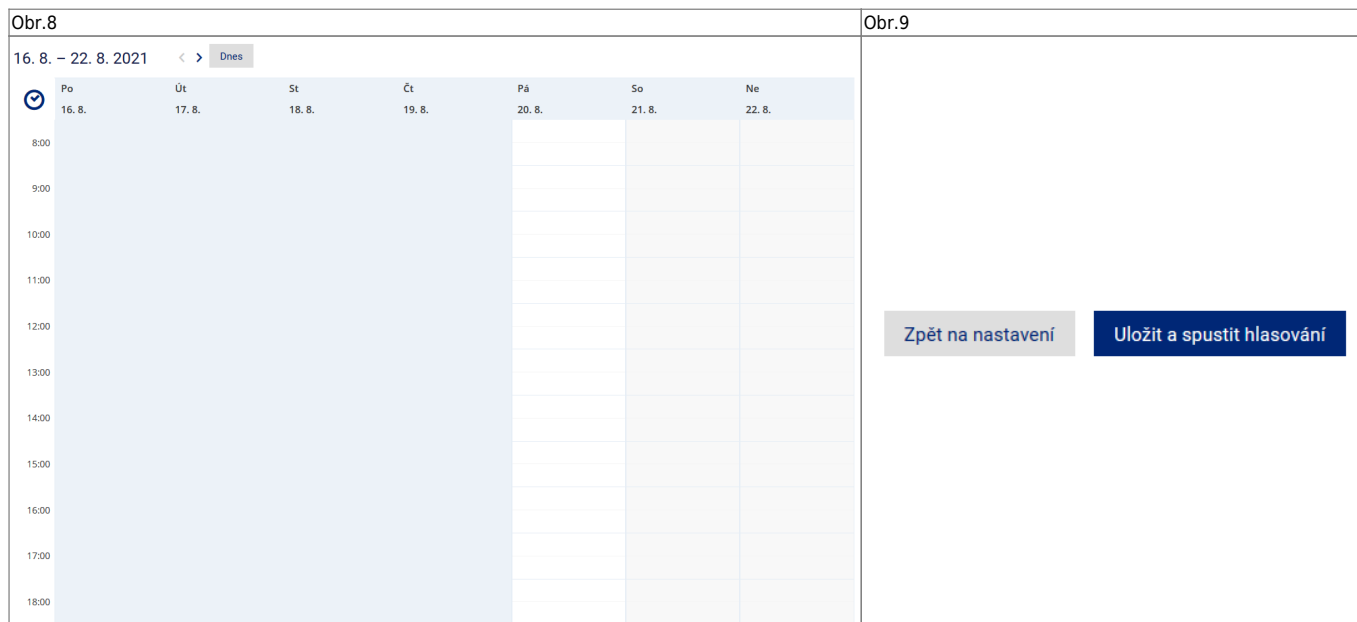 Obr.8
Obr.9
16. 8. – 22. 8. 2021 Dnes
Po Út St Čt Pá So Ne
16. 8. 17. 8. 18. 8. 19. 8. 20. 8. 21. 8. 22. 8.
8:00
9:00
10:00
11:00
12:00
13:00
14:00
15:00
16:00
17:00
18:00
Zpět na nastavení
Uložit a spustit hlasování